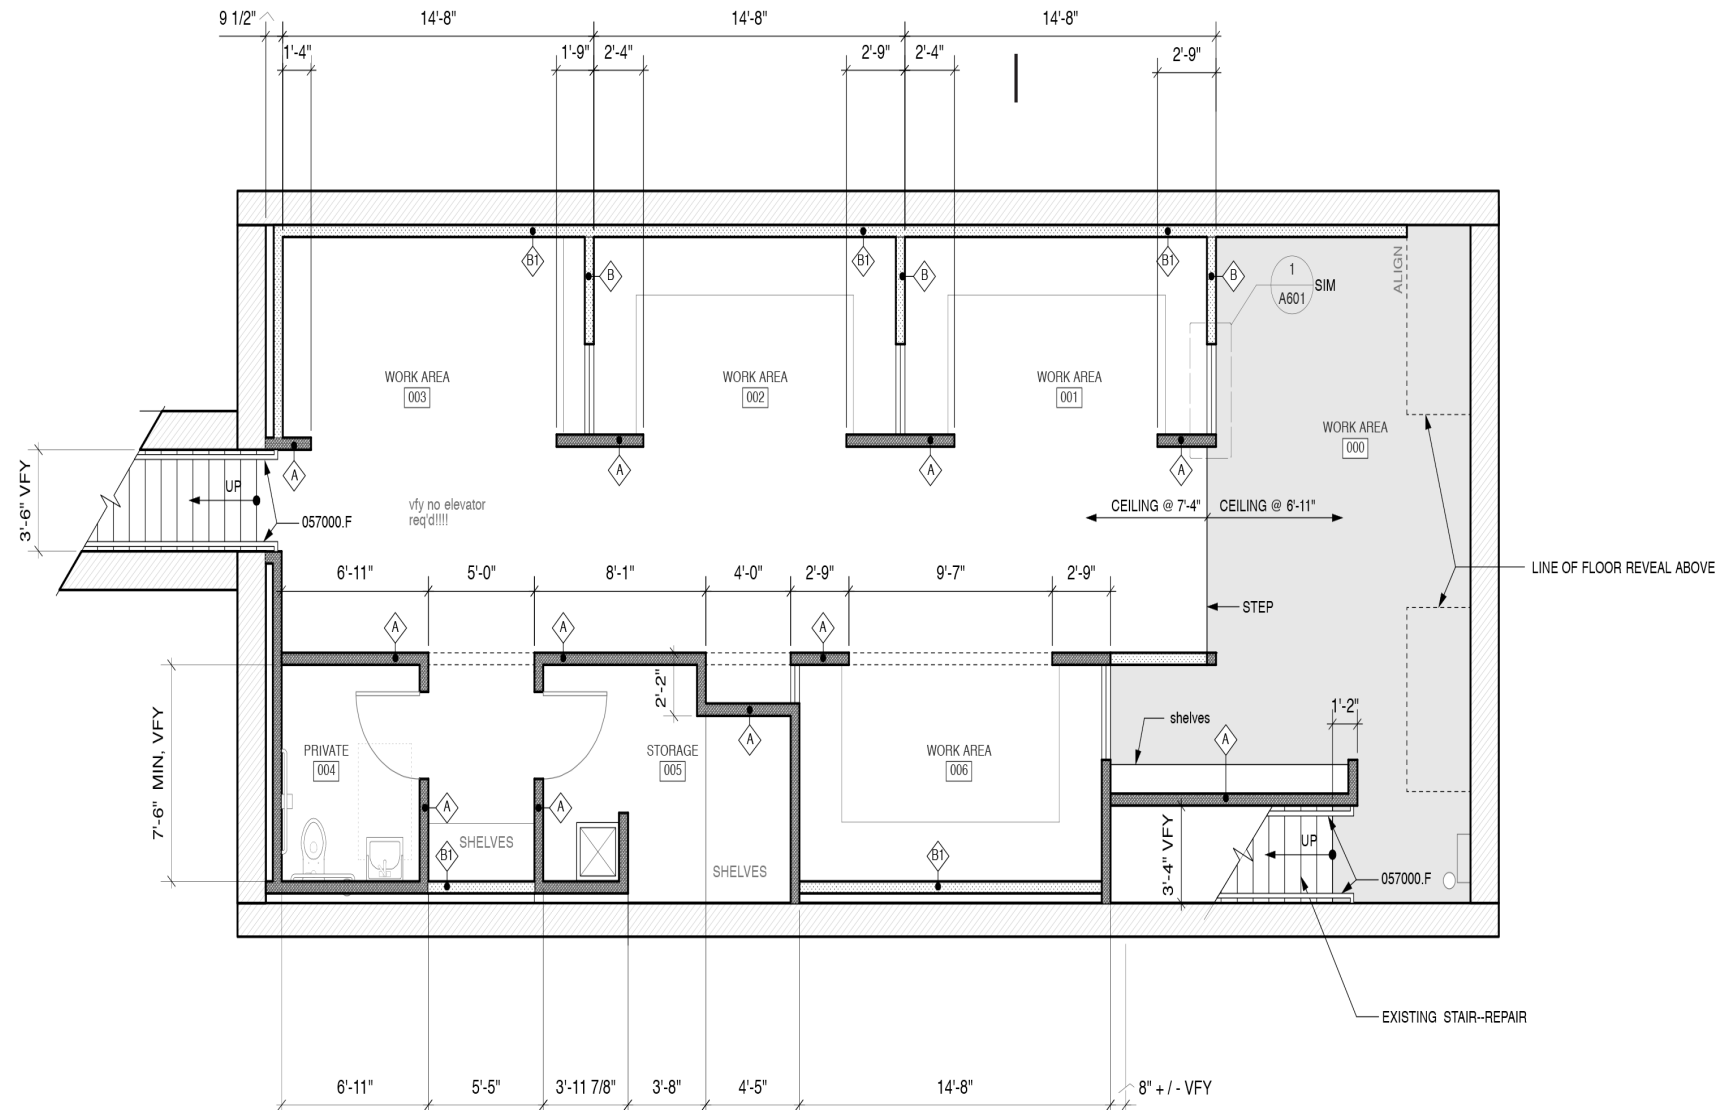 9 1/2"
14'-8"
14'-8"
14'-8"
1'-4"
1'-9"
2'-4"
2'-9"
2'-4"
2'-9"
B1
B1
B1
B
B
B
1
A601
SIM
ALIGN
WORK AREA
003
WORK AREA
002
WORK AREA
001
WORK AREA
000
A
A
A
A
3'-6" VFY
UP
057000.F
vfy no elevator
req'd!!!!
CEILING @ 7'-4"
CEILING @ 6'-11"
LINE OF FLOOR REVEAL ABOVE
6'-11"
5'-0"
8'-1"
4'-0"
2'-9"
9'-7"
2'-9"
STEP
A
A
A
2'-2"
7'-6" MIN, VFY
1'-2"
shelves
A
A
PRIVATE
004
STORAGE
005
WORK AREA
006
A
A
SHELVES
B1
SHELVES
B1
3'-4" VFY
UP
057000.F
EXISTING STAIR--REPAIR
6'-11"
5'-5"
3'-11 7/8"
3'-8"
4'-5"
14'-8"
8" + / - VFY